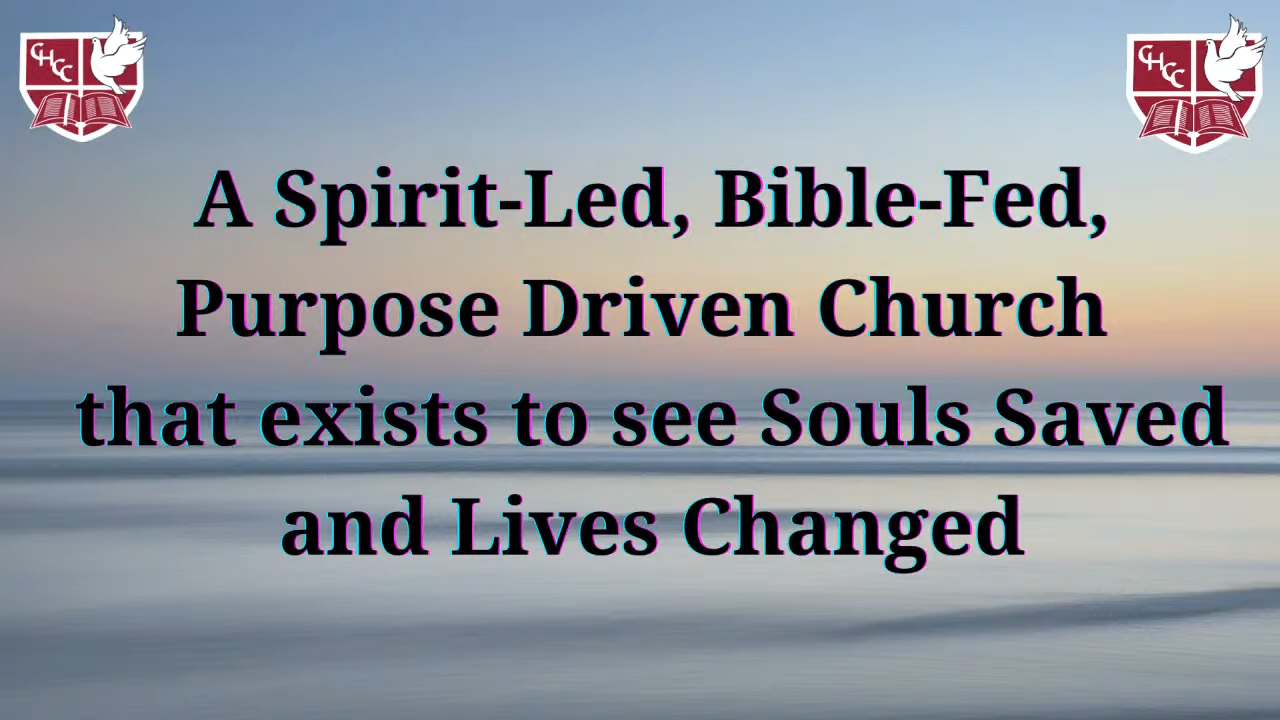 CHCC
CHCC
A Spirit-Led, Bible-Fed,
Purpose Driven Church
that exists to see Souls Saved
and Lives Changed